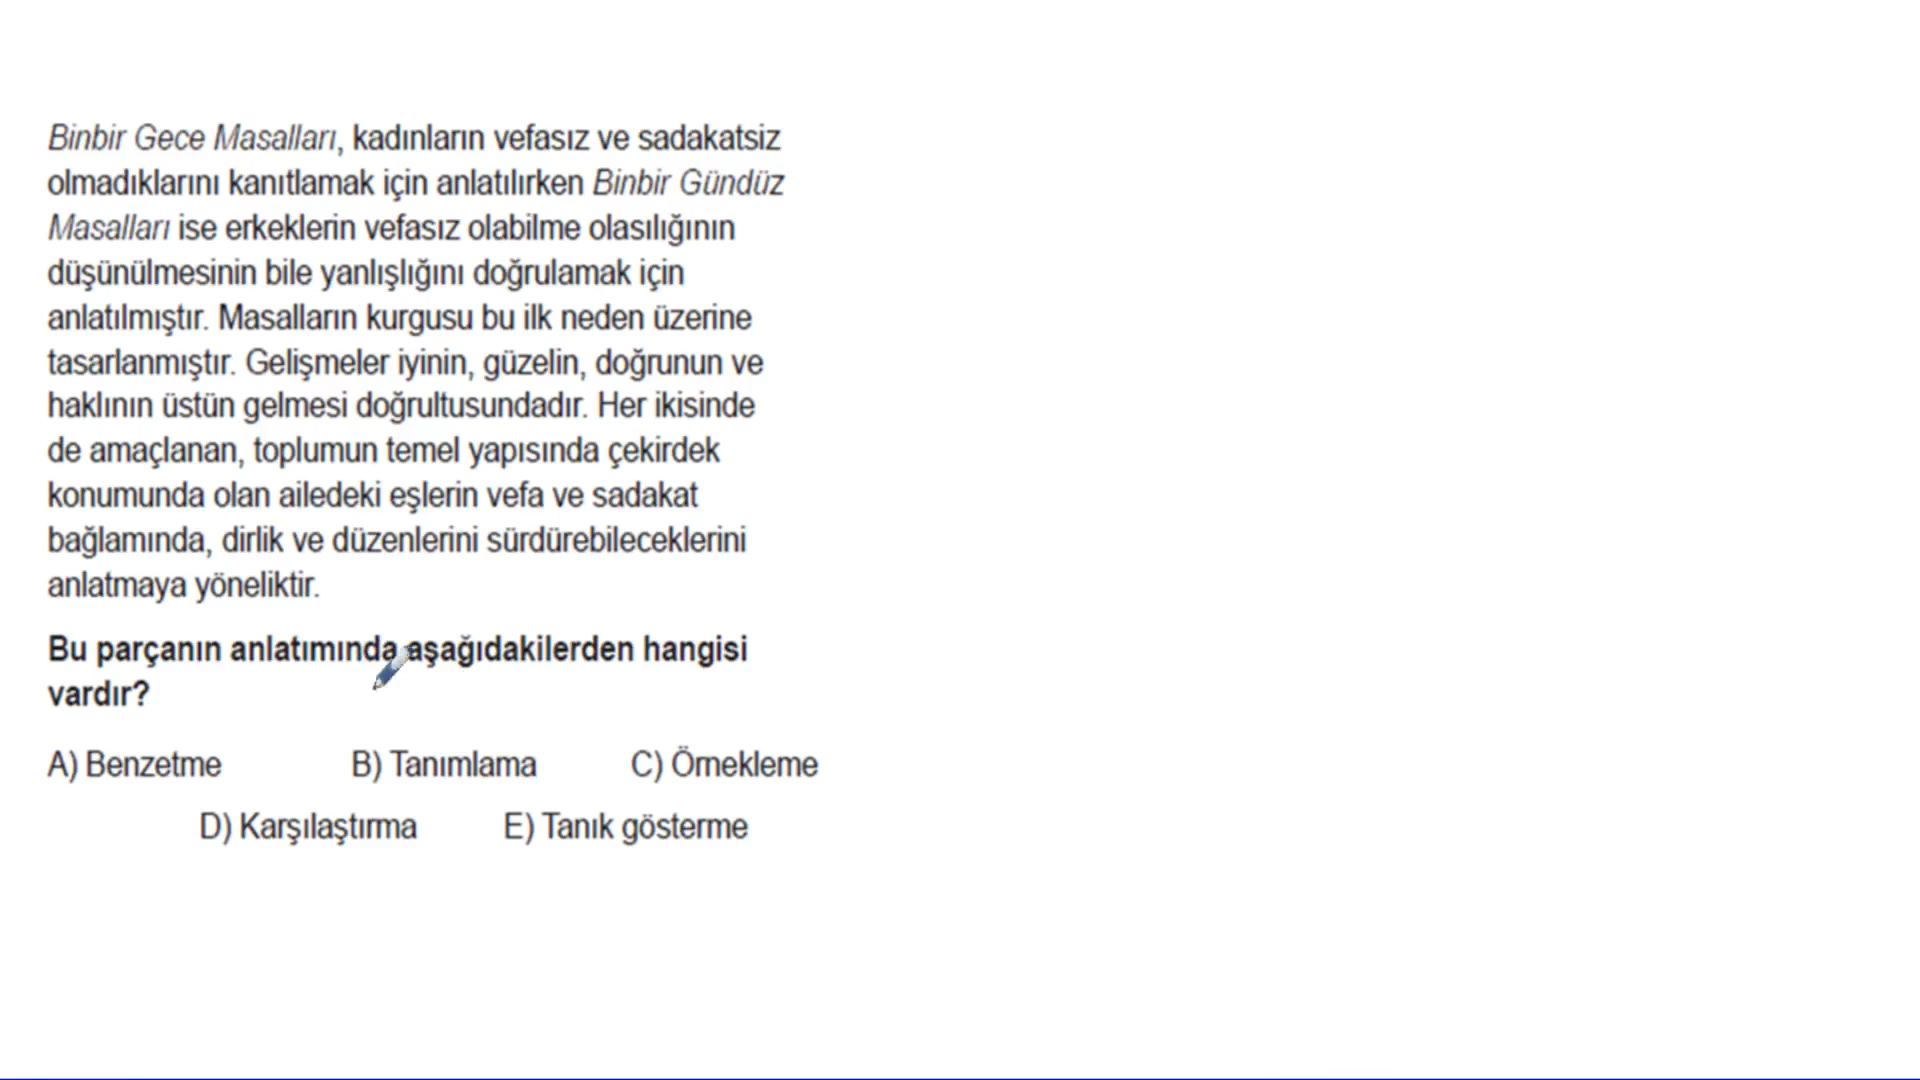 Binbir Gece Masalları, kadınların vefasız ve sadakatsiz
olmadıklarını kanıtlamak için anlatılırken Binbir Gündüz
Masalları ise erkeklerin vefasız olabilme olasılığının
düşünülmesinin bile yanlışlığını doğrulamak için
anlatılmıştır. Masalların kurgusu bu ilk neden üzerine
tasarlanmıştır. Gelişmeler iyinin, güzelin, doğrunun ve
haklının üstün gelmesi doğrultusundadır. Her ikisinde
de amaçlanan, toplumun temel yapısında çekirdek
konumunda olan ailedeki eşlerin vefa ve sadakat
bağlamında, dirlik ve düzenlerini sürdürebileceklerini
anlatmaya yöneliktir.
Bu parçanın anlatımında aşağıdakilerden hangisi
vardır?
A) Benzetme B) Tanımlama C) Örnekleme
D) Karşılaştırma E) Tanık gösterme